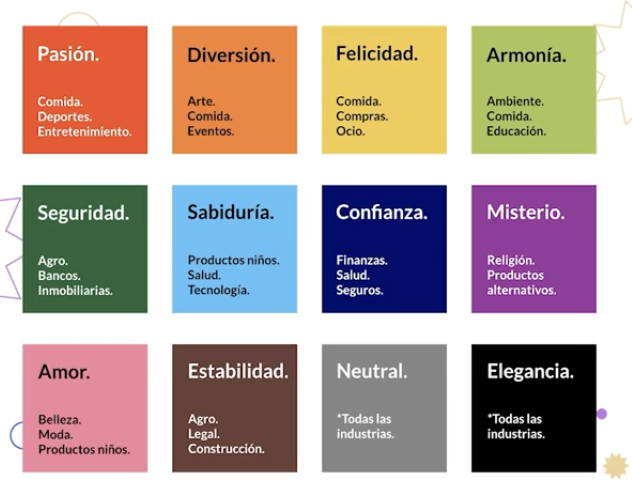 Pasión.
Comida.
Deportes.
Entretenimiento.
Diversión.
Arte.
Comida.
Eventos.
Felicidad.
Comida.
Compras.
Ocio.
Armonía.
Ambiente.
Comida.
Educación.
Seguridad.
Agro.
Bancos.
Inmobiliarias.
Sabiduría.
Productos niños.
Salud.
Tecnología.
Confianza.
Finanzas.
Salud.
Seguros.
Misterio.
Religión.
Productos
alternativos.
Amor.
Belleza.
Moda.
Productos niños.
Estabilidad.
Agro.
Legal.
Construcción.
Neutral.
*Todas las
industrias.
Elegancia.
*Todas las
industrias.